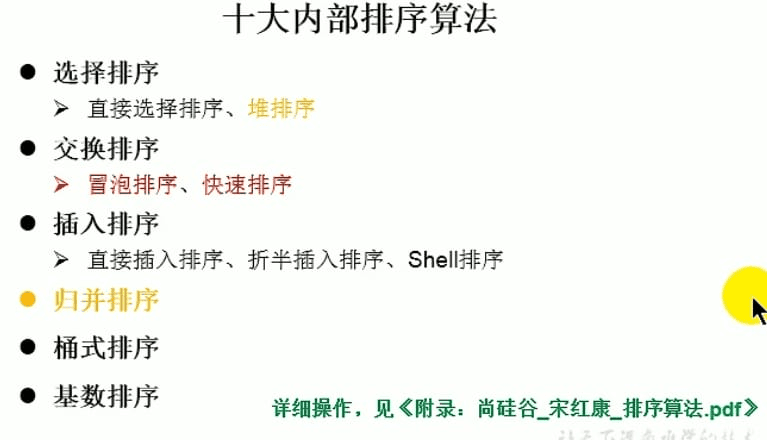 十大内部排序算法
选择排序
直接选择排序、堆排序
交换排序
冒泡排序、快速排序
插入排序
直接插入排序、折半插入排序、Shell排序
归并排序
桶式排序
基数排序
详细操作，见《附录：尚硅谷_宋红康_排序算法.pdf》